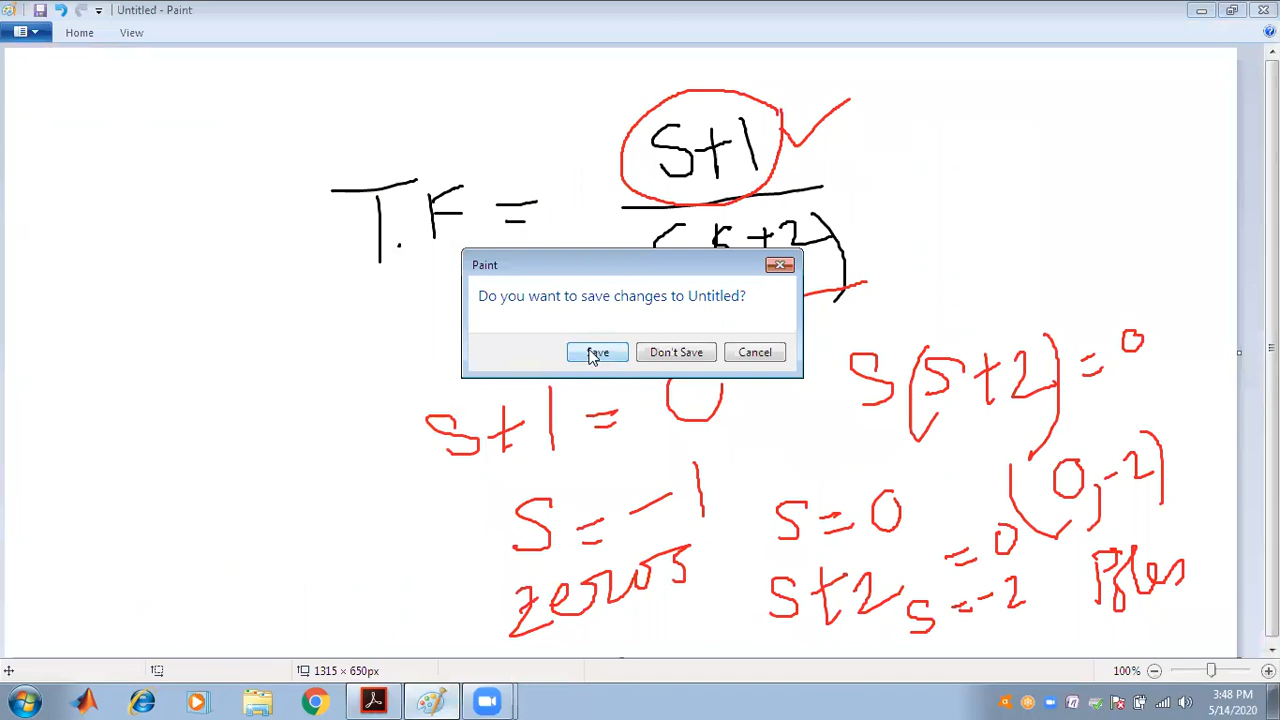 Untitled - Paint
Home View
S+1
T.F =
(s+2)
Paint
Do you want to save changes to Untitled?
Save Don't Save Cancel
S(S+2)=0
s+1 = 0
(0,-2)
S=-1
s=0
zeros
s+2 =0
s=-2
Poles
1315 × 650px
100%
3:48 PM
5/14/2020